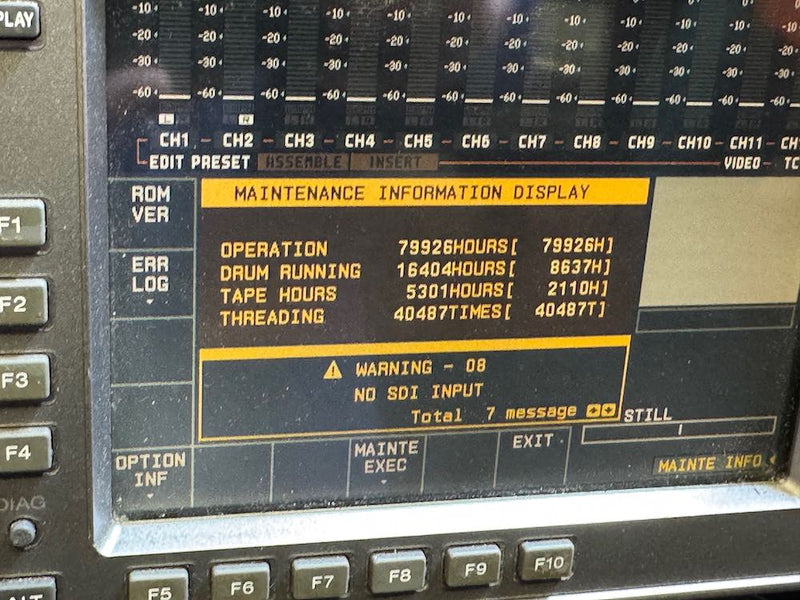 PLAY
-10 -10 -10 -10 -10 -10 -10 -10 -10 -10 -10
-20 -20 -20 -20 -20 -20 -20 -20 -20 -20 -20
-30 -30 -30 -30 -30 -30 -30 -30 -30 -30 -30
-60 -60 -60 -60 -60 -60 -60 -60 -60 -60 -60
L R
CH1 CH2 CH3 CH4 CH5 CH6 CH7 CH8 CH9 CH10 CH11
EDIT PRESET ASSEMBLE INSERT VIDEO TC
ROM VER
MAINTENANCE INFORMATION DISPLAY
F1
OPERATION 79926HOURS[ 79926H]
ERR LOG
DRUM RUNNING 16404HOURS[ 8637H]
TAPE HOURS 5301HOURS[ 2110H]
F2
THREADING 40487TIMES[ 40487T]
F3
WARNING - 08
NO SDI INPUT
Total 7 message
STILL
F4
OPTION INF
MAINTE EXEC
EXIT
MAINTE INFO
DIAG
ALT
F5 F6 F7 F8 F9 F10